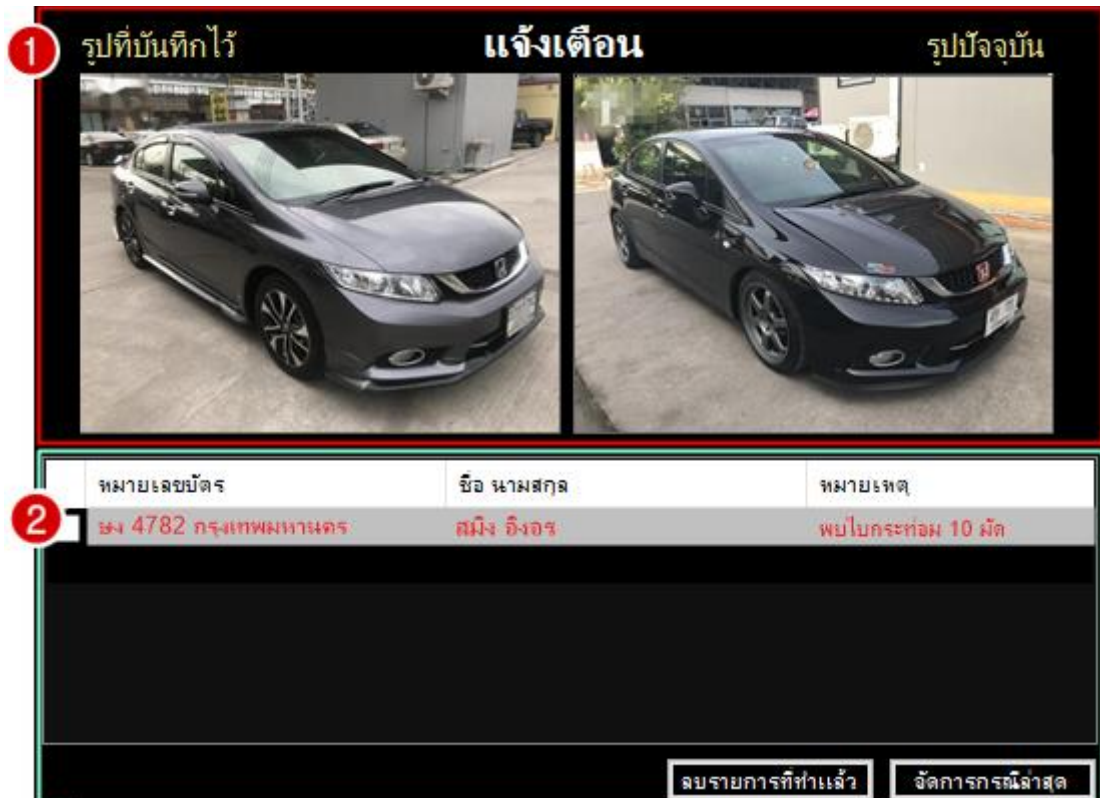 1
รูปที่บันทึกไว้ แจ้งเตือน รูปปัจจุบัน
หมายเลขบัตร ชื่อ นามสกุล หมายเหตุ
2
ษง 4782 กรุงเทพมหานคร สมิง อิงอร พบใบกระท่อม 10 มัด
ลบรายการที่ทำแล้ว จัดการกรณีล่าสุด